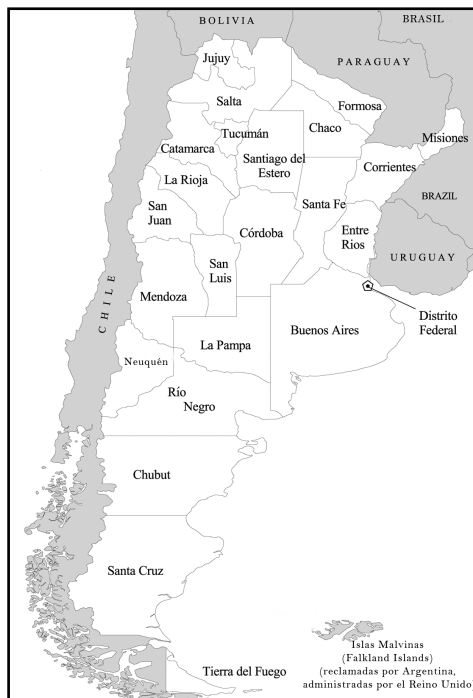 BOLIVIA
BRASIL
Jujuy
PARAGUAY
Salta
Formosa
Tucumán
Chaco
Misiones
Catamarca
Santiago del
Estero
Corrientes
La Rioja
BRAZIL
San
Juan
Santa Fe
Córdoba
Entre
Rios
URUGUAY
San
Luis
CHILE
Mendoza
Distrito
Federal
Buenos Aires
La Pampa
Neuquén
Río
Negro
Chubut
Santa Cruz
Islas Malvinas
(Falkland Islands)
(reclamadas por Argentina,
administradas por el Reino Unido)
Tierra del Fuego